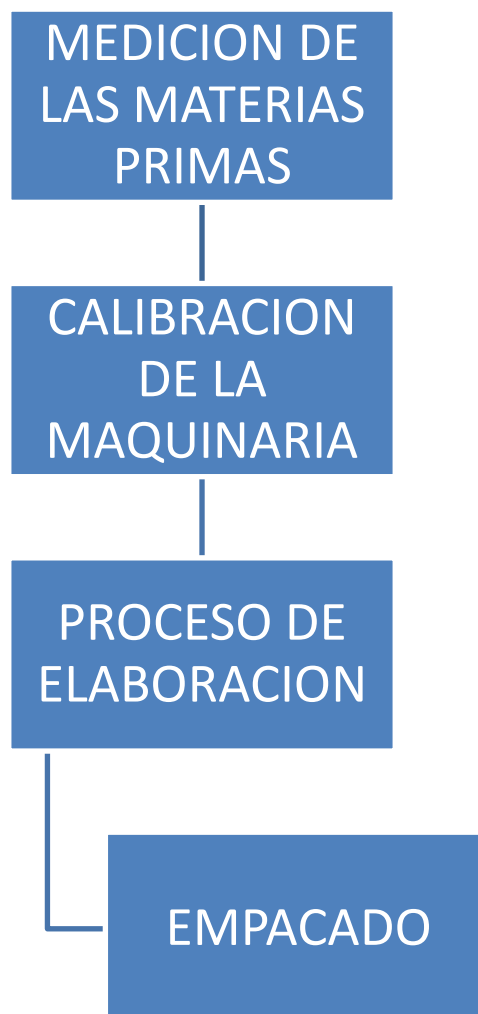 MEDICION DE
LAS MATERIAS
PRIMAS
CALIBRACION
DE LA
MAQUINARIA
PROCESO DE
ELABORACION
EMPACADO